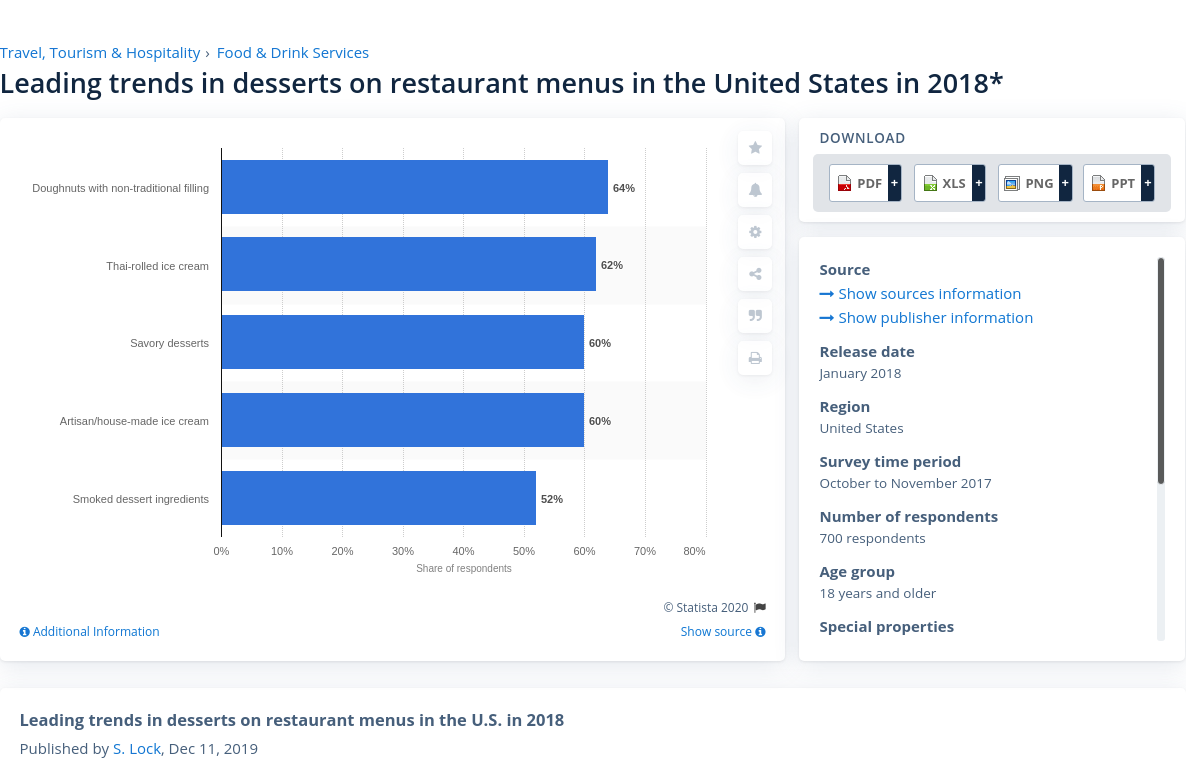 Travel, Tourism & Hospitality › Food & Drink Services
Leading trends in desserts on restaurant menus in the United States in 2018*
Doughnuts with non-traditional filling
64%
Thai-rolled ice cream
62%
Savory desserts
60%
Artisan/house-made ice cream
60%
Smoked dessert ingredients
52%
0% 10% 20% 30% 40% 50% 60% 70% 80%
Share of respondents
© Statista 2020
Additional Information
Show source
DOWNLOAD
PDF + XLS + PNG + PPT +
Source
Show sources information
Show publisher information
Release date
January 2018
Region
United States
Survey time period
October to November 2017
Number of respondents
700 respondents
Age group
18 years and older
Special properties
Leading trends in desserts on restaurant menus in the U.S. in 2018
Published by S. Lock, Dec 11, 2019